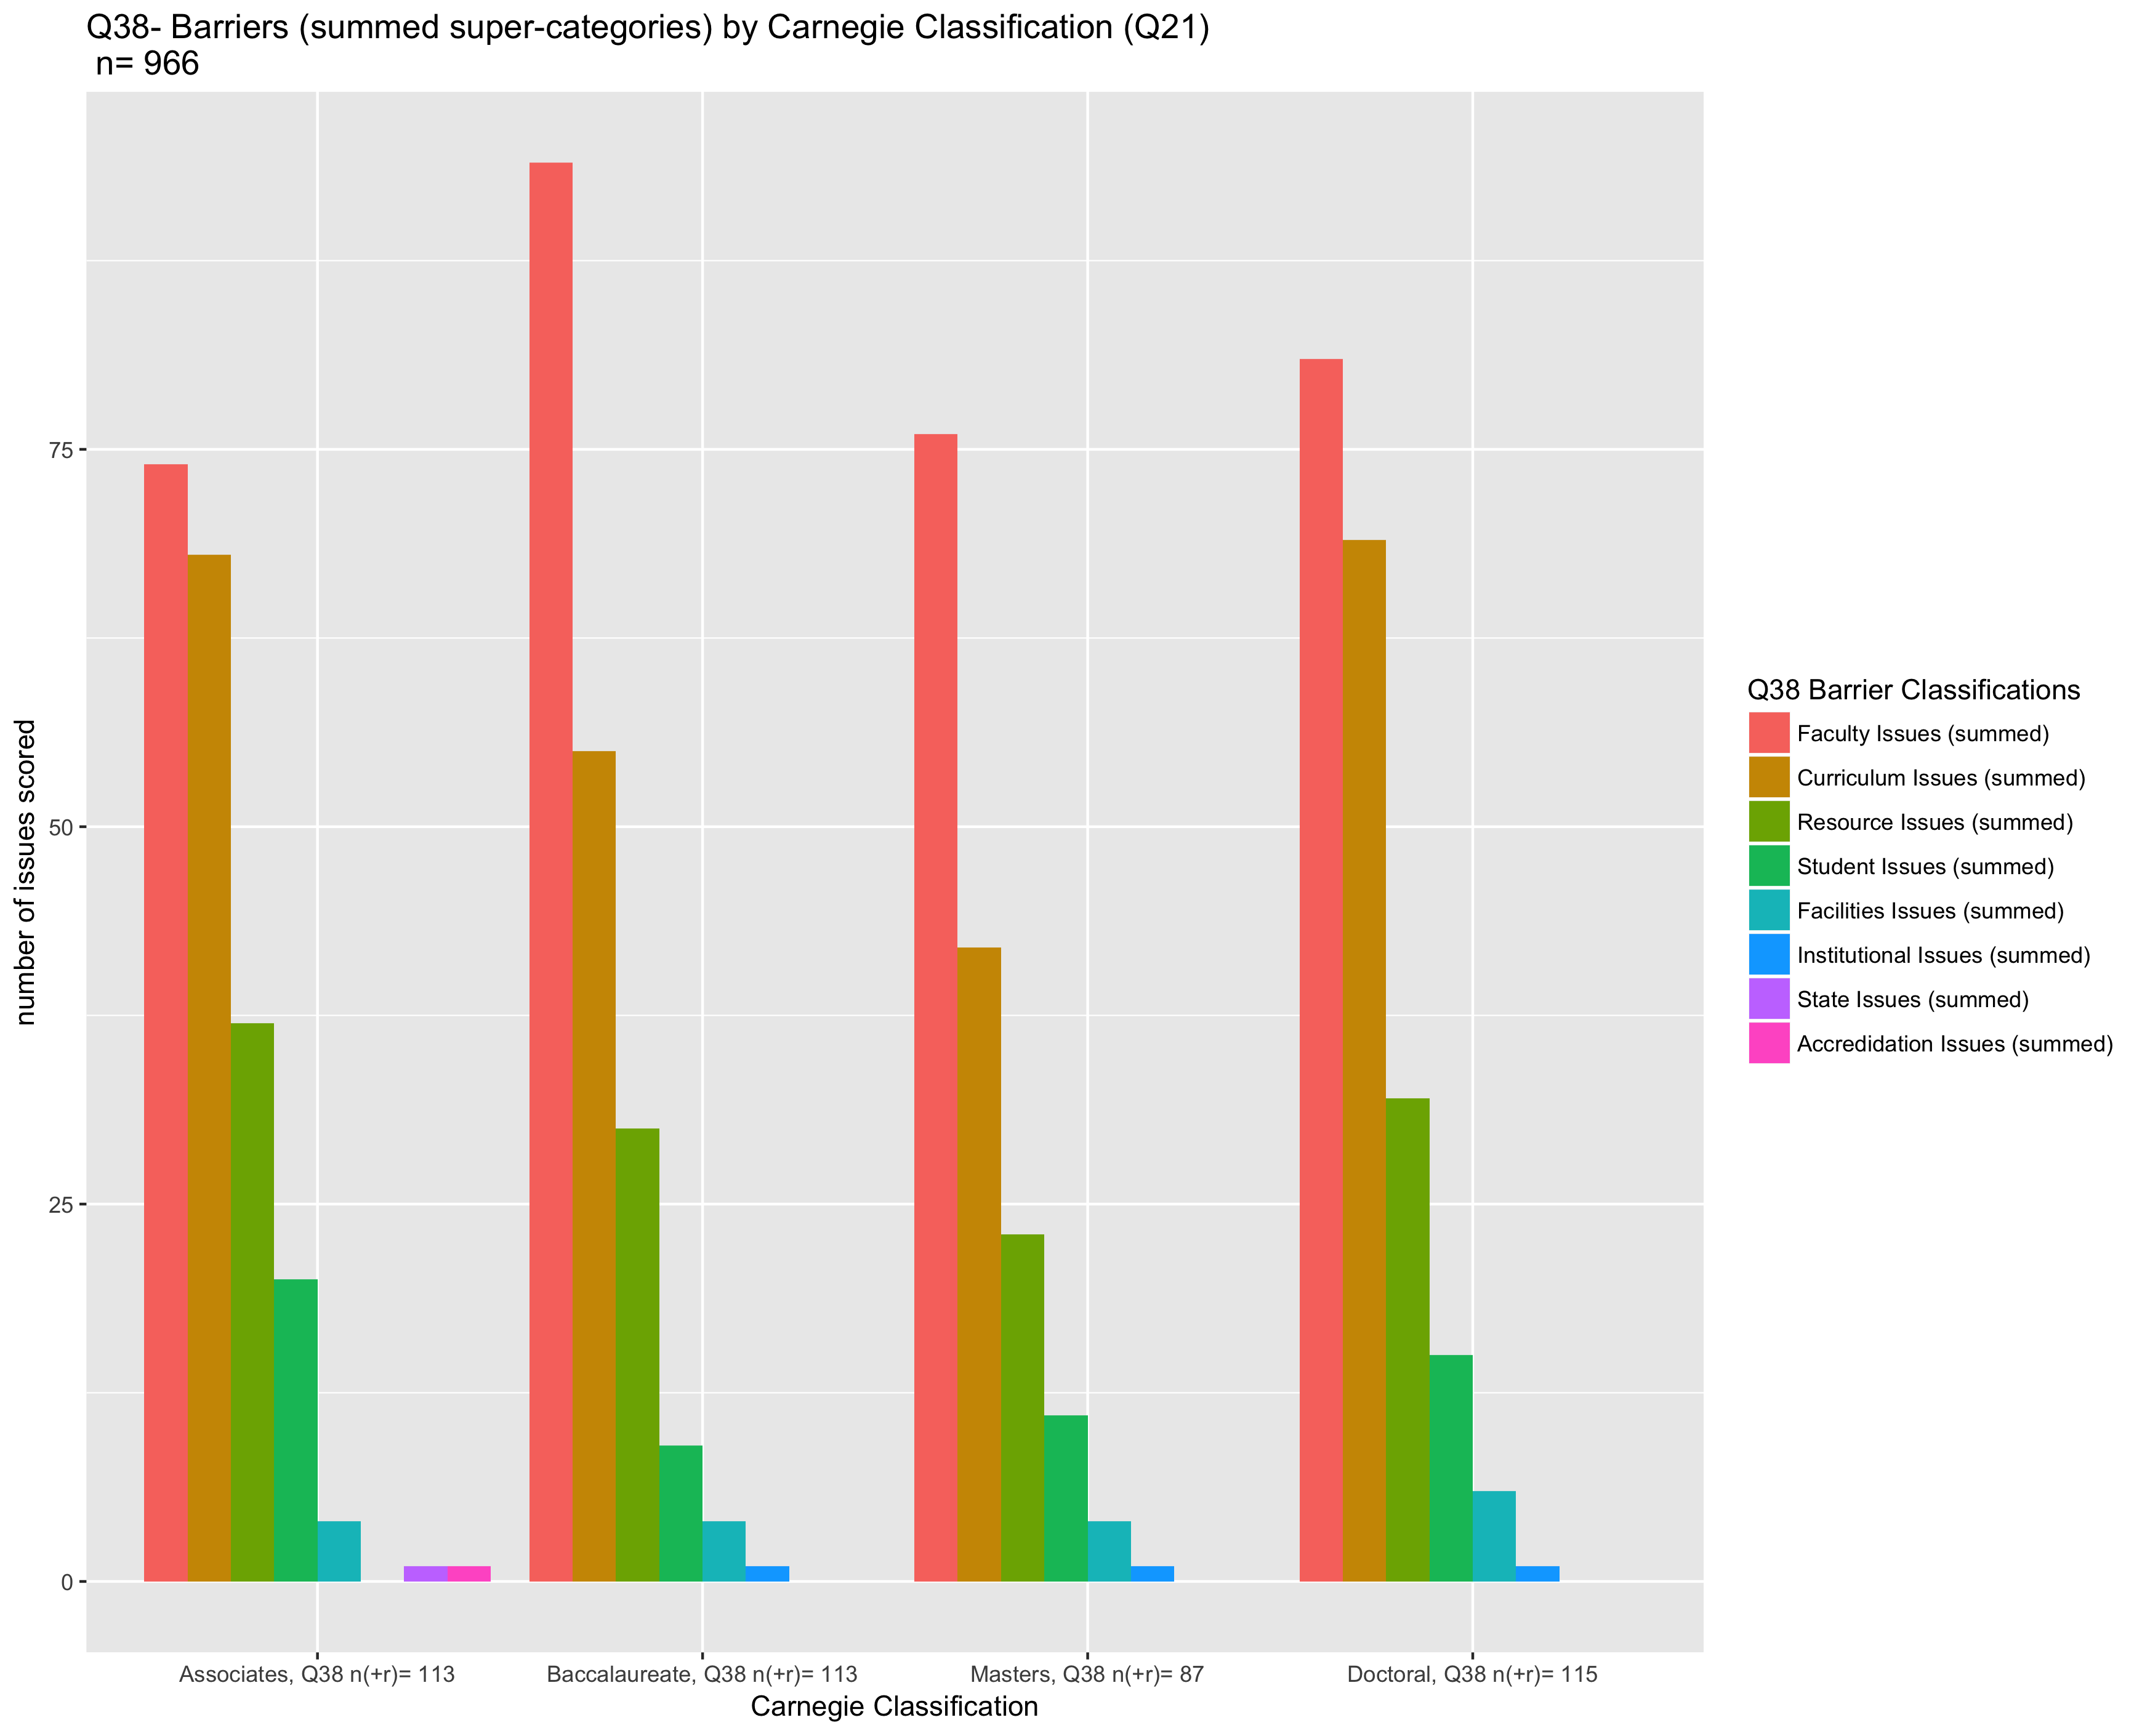 Q38- Barriers (summed super-categories) by Carnegie Classification (Q21)
n= 966
number of issues scored
75
50
25
0
Associates, Q38 n(+r)= 113
Baccalaureate, Q38 n(+r)= 113
Masters, Q38 n(+r)= 87
Doctoral, Q38 n(+r)= 115
Carnegie Classification
Q38 Barrier Classifications
Faculty Issues (summed)
Curriculum Issues (summed)
Resource Issues (summed)
Student Issues (summed)
Facilities Issues (summed)
Institutional Issues (summed)
State Issues (summed)
Accredidation Issues (summed)